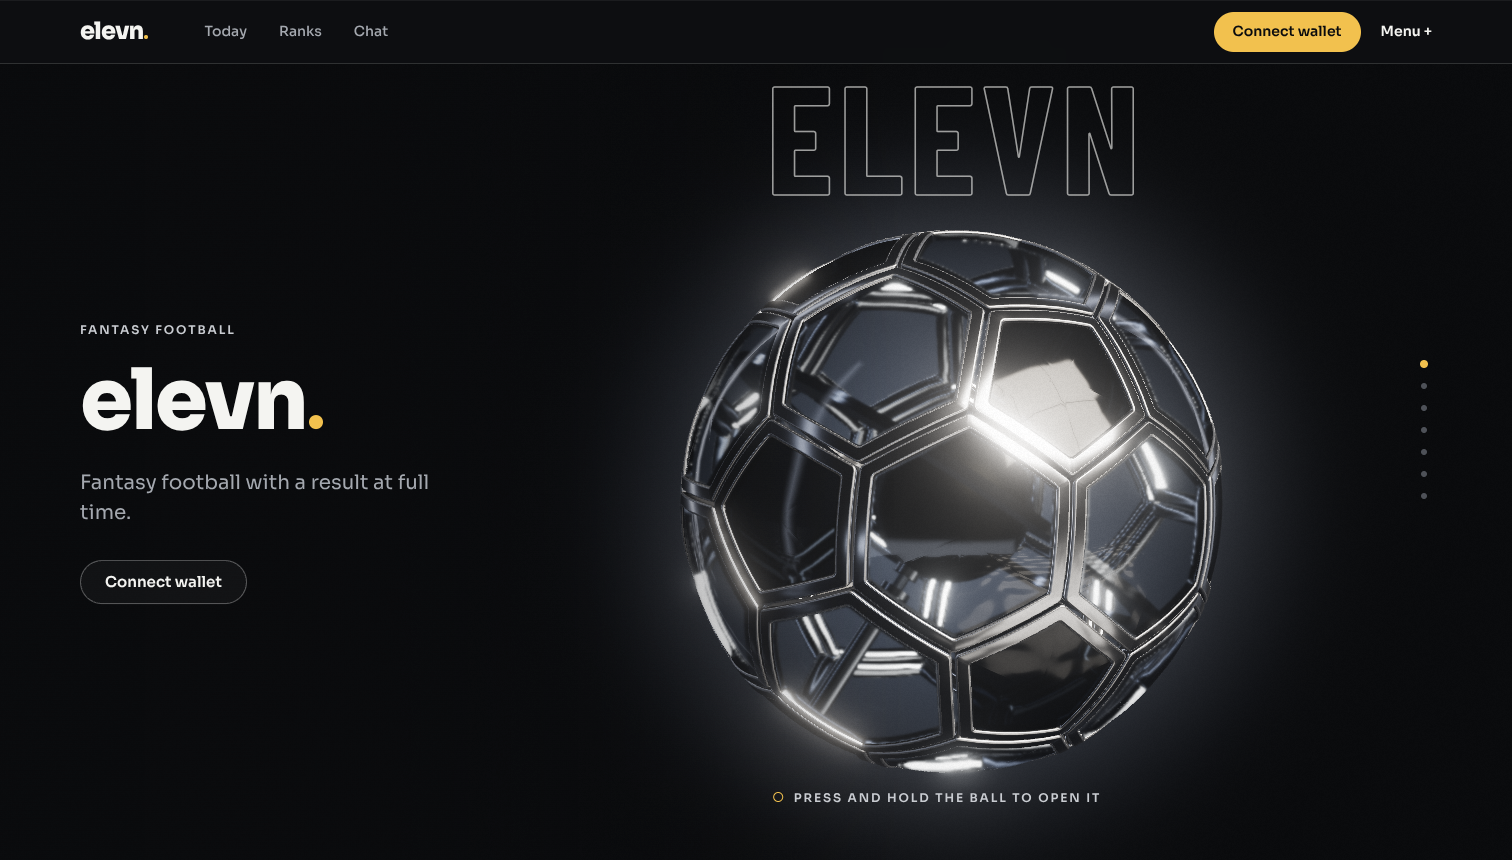 elevn.
Today
Ranks
Chat
Connect wallet
Menu +
ELEVN
FANTASY FOOTBALL
elevn.
Fantasy football with a result at full
time.
Connect wallet
PRESS AND HOLD THE BALL TO OPEN IT